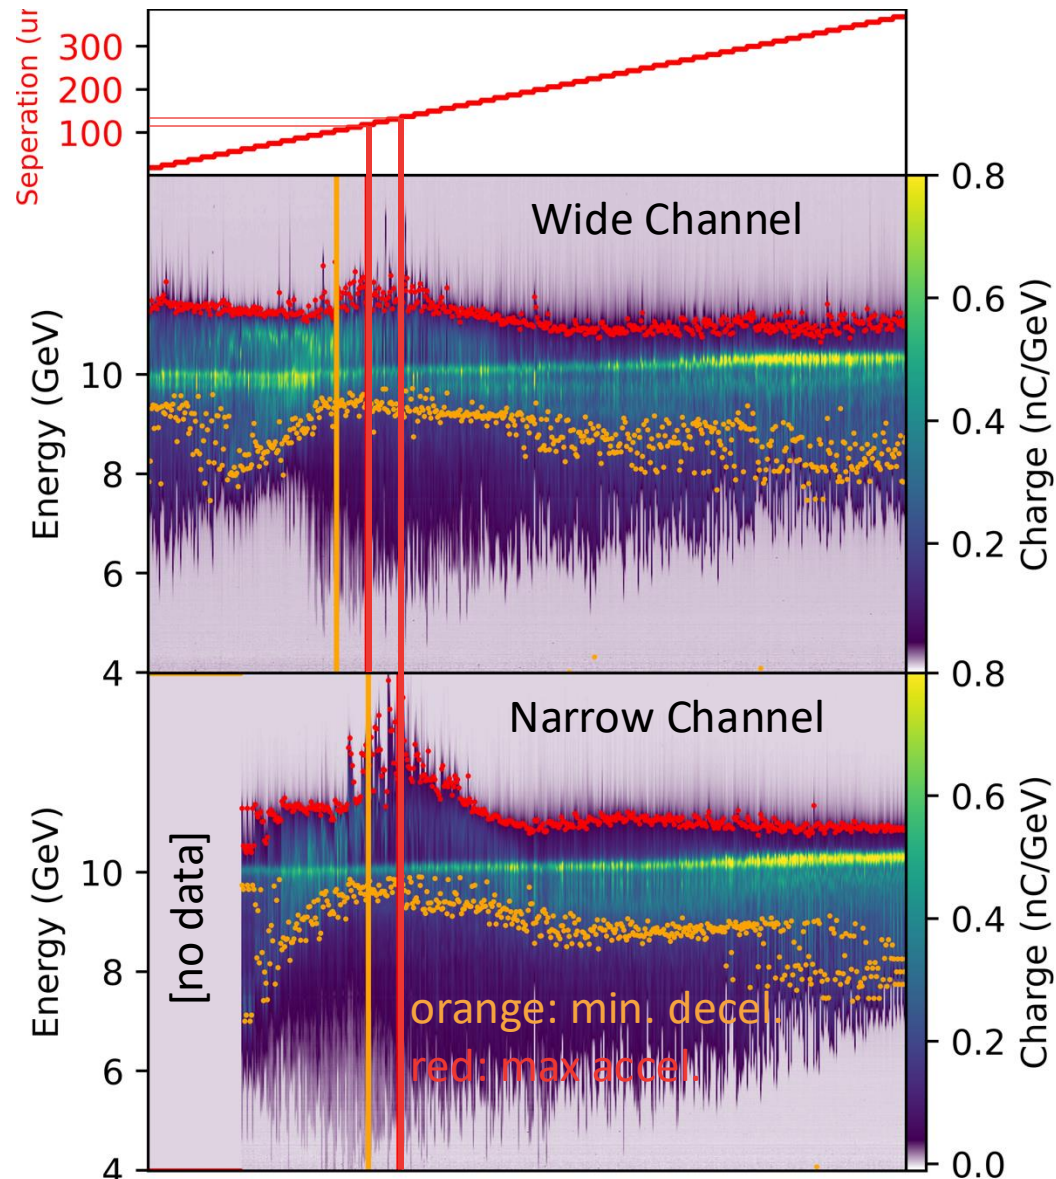 Seperation (ur
300
200
100
Wide Channel
Energy (GeV)
10
8
6
4
0.8
0.6
0.4
0.2
Charge (nC/GeV)
Narrow Channel
[no data]
orange: min. decel.
red: max accel.
Energy (GeV)
10
8
6
4
0.8
0.6
0.4
0.2
0.0
Charge (nC/GeV)